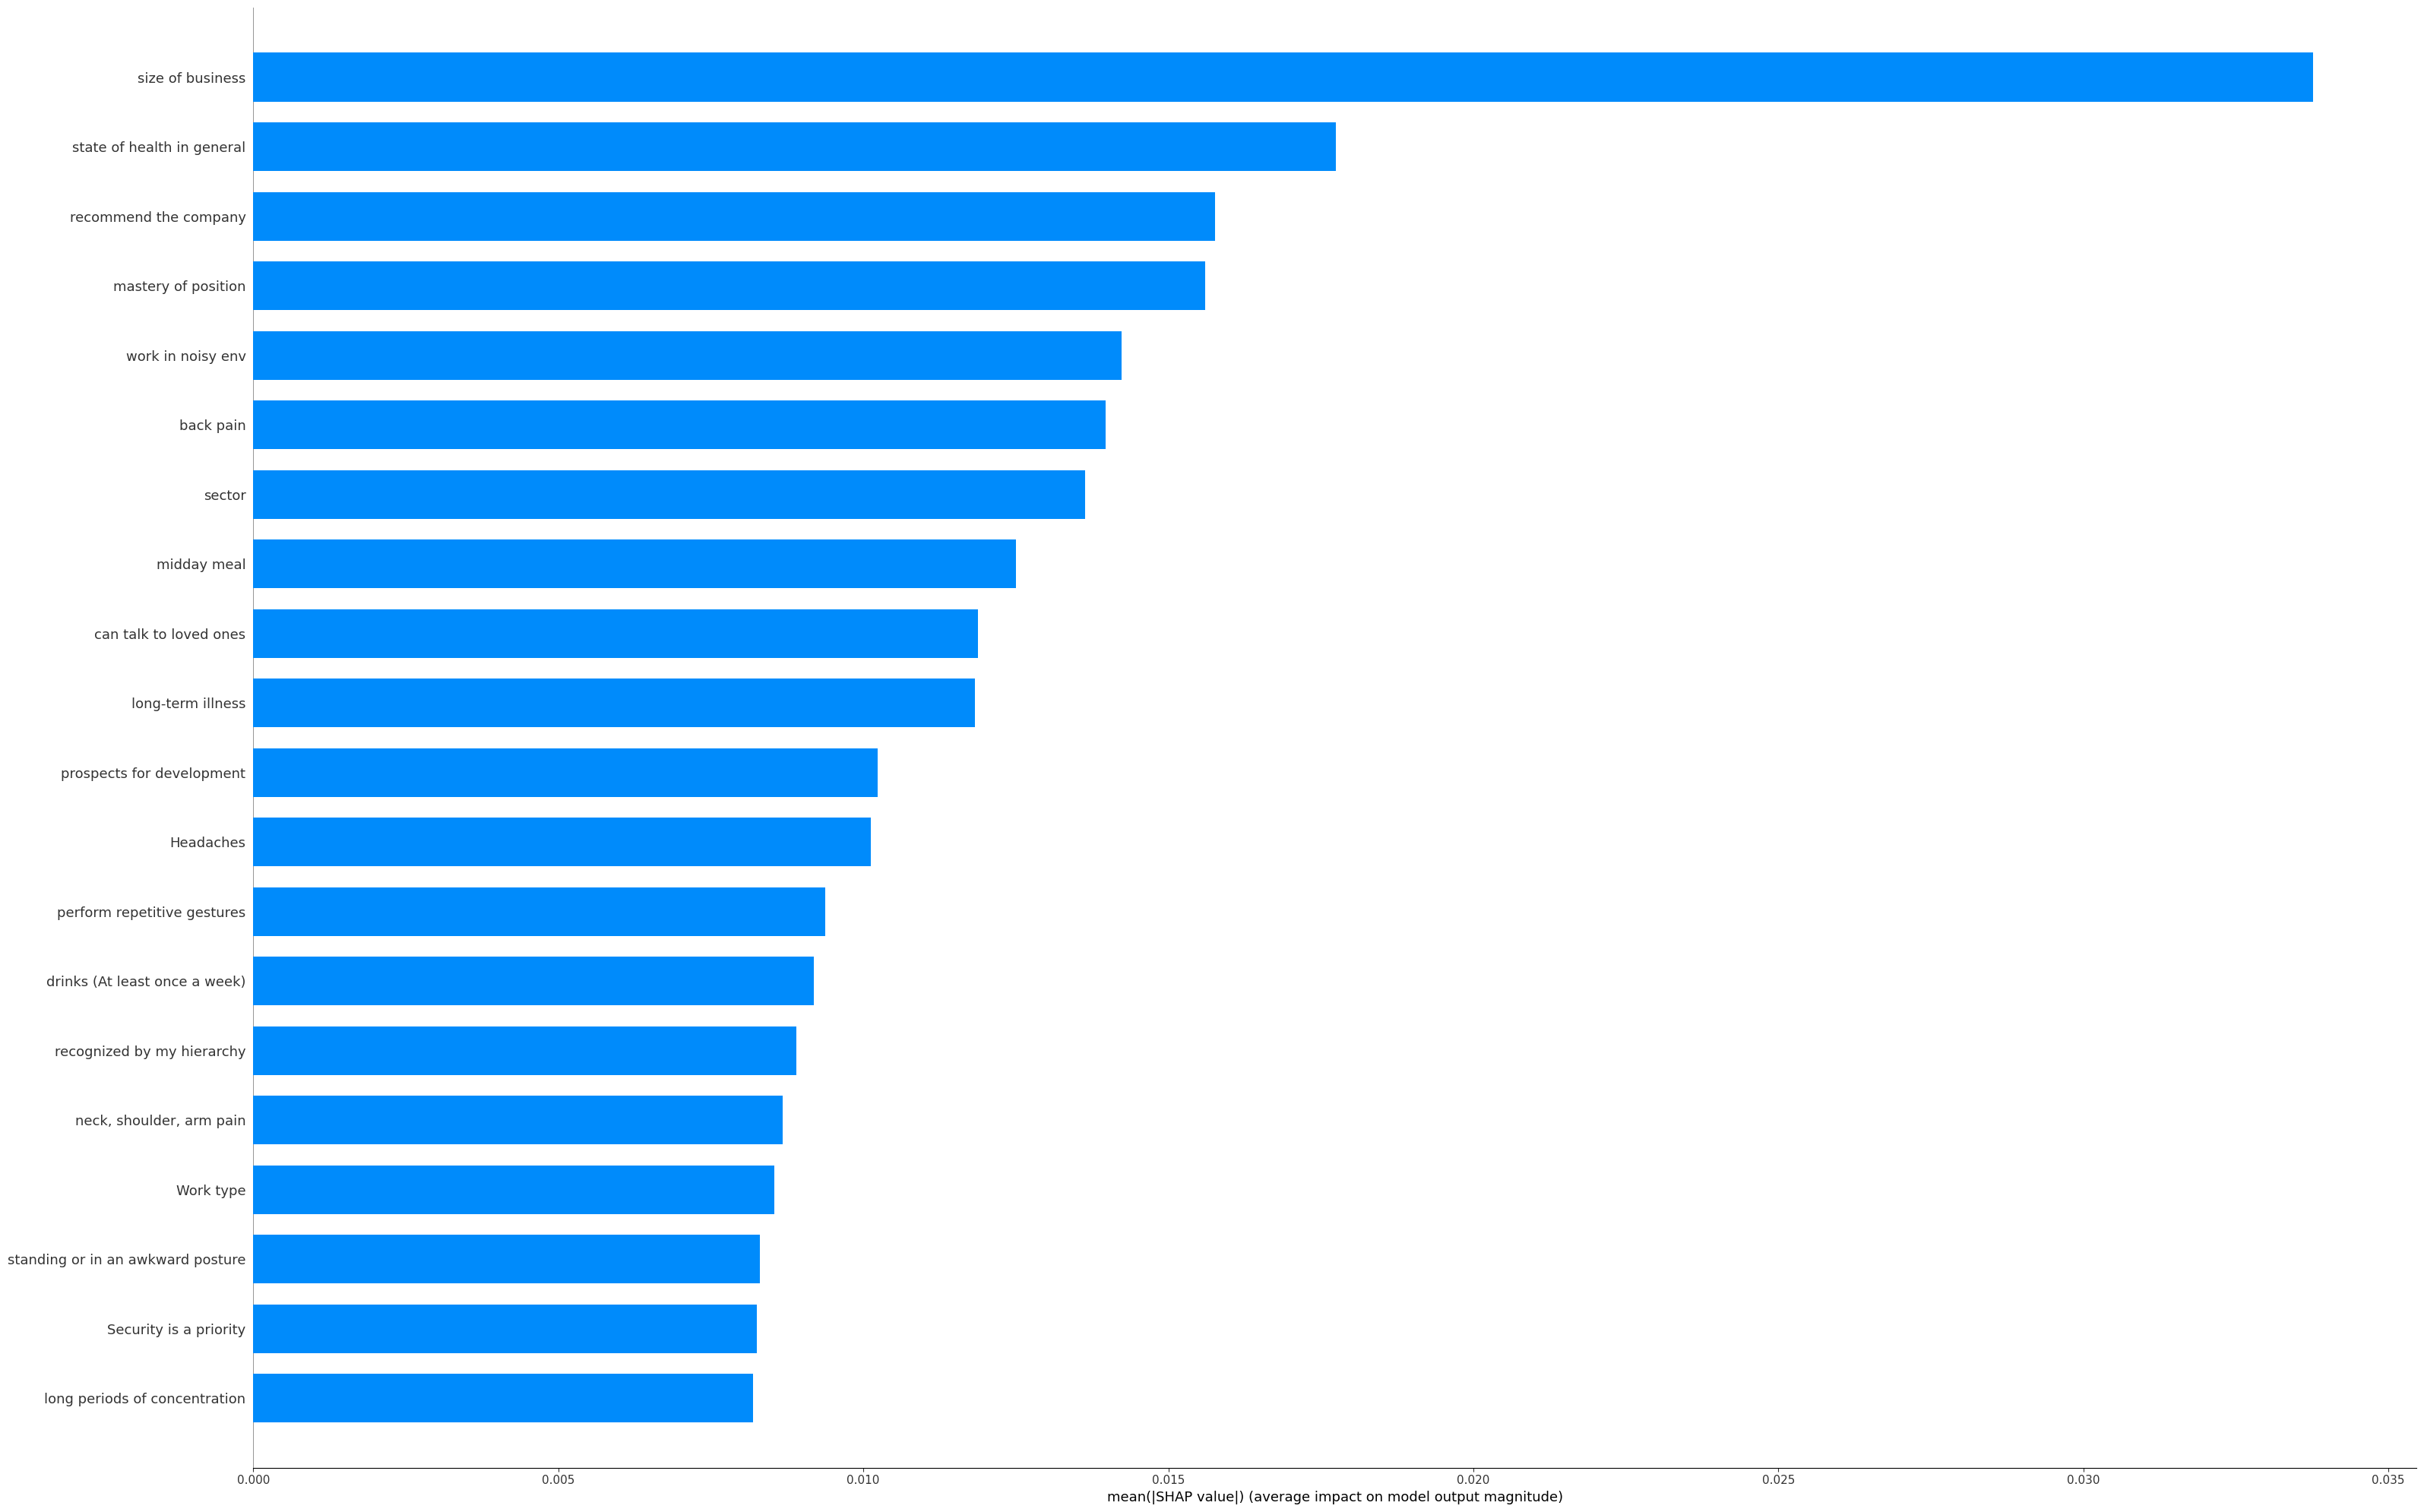 size of business
state of health in general
recommend the company
mastery of position
work in noisy env
back pain
sector
midday meal
can talk to loved ones
long-term illness
prospects for development
Headaches
perform repetitive gestures
drinks (At least once a week)
recognized by my hierarchy
neck, shoulder, arm pain
Work type
standing or in an awkward posture
Security is a priority
long periods of concentration
0.000 0.005 0.010 0.015 0.020 0.025 0.030 0.035
mean(|SHAP value|) (average impact on model output magnitude)